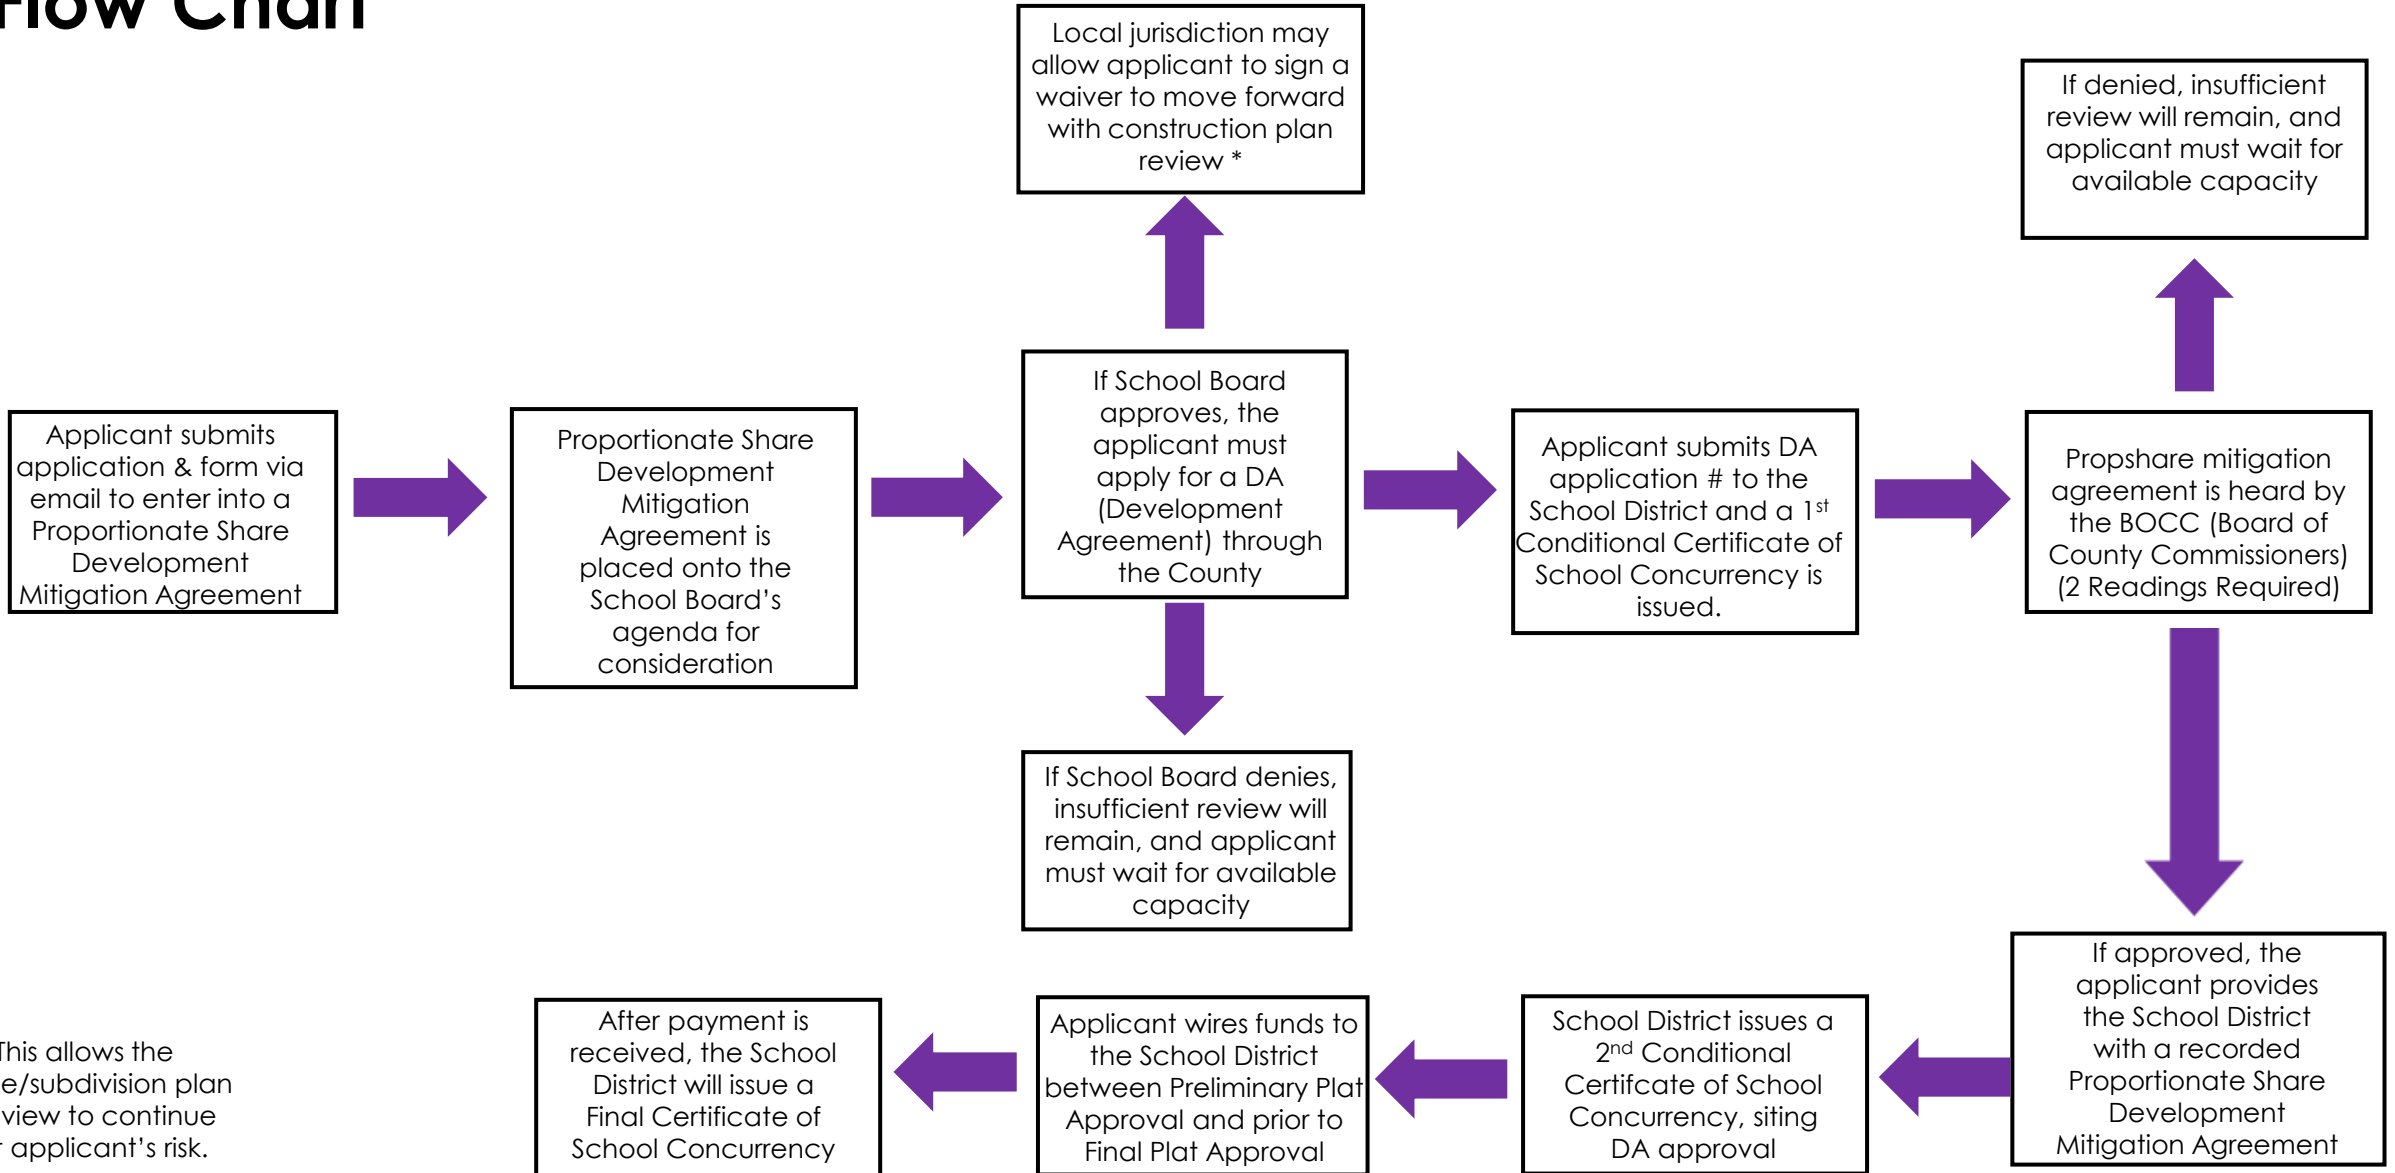 Flow Chart
Local jurisdiction may
allow applicant to sign a
waiver to move forward
with construction plan
review *
If denied, insufficient
review will remain, and
applicant must wait for
available capacity
Applicant submits
application & form via
email to enter into a
Proportionate Share
Development
Mitigation Agreement
Proportionate Share
Development
Mitigation
Agreement is
placed onto the
School Board’s
agenda for
consideration
If School Board
approves, the
applicant must
apply for a DA
(Development
Agreement) through
the County
Applicant submits DA
application # to the
School District and a 1st
Conditional Certificate of
School Concurrency is
issued.
Propshare mitigation
agreement is heard by
the BOCC (Board of
County Commissioners)
(2 Readings Required)
If School Board denies,
insufficient review will
remain, and applicant
must wait for available
capacity
If approved, the
applicant provides
the School District
with a recorded
Proportionate Share
Development
Mitigation Agreement
School District issues a
2nd Conditional
Certifcate of School
Concurrency, siting
DA approval
Applicant wires funds to
the School District
between Preliminary Plat
Approval and prior to
Final Plat Approval
After payment is
received, the School
District will issue a
Final Certificate of
School Concurrency
This allows the
e/subdivision plan
view to continue
applicant’s risk.